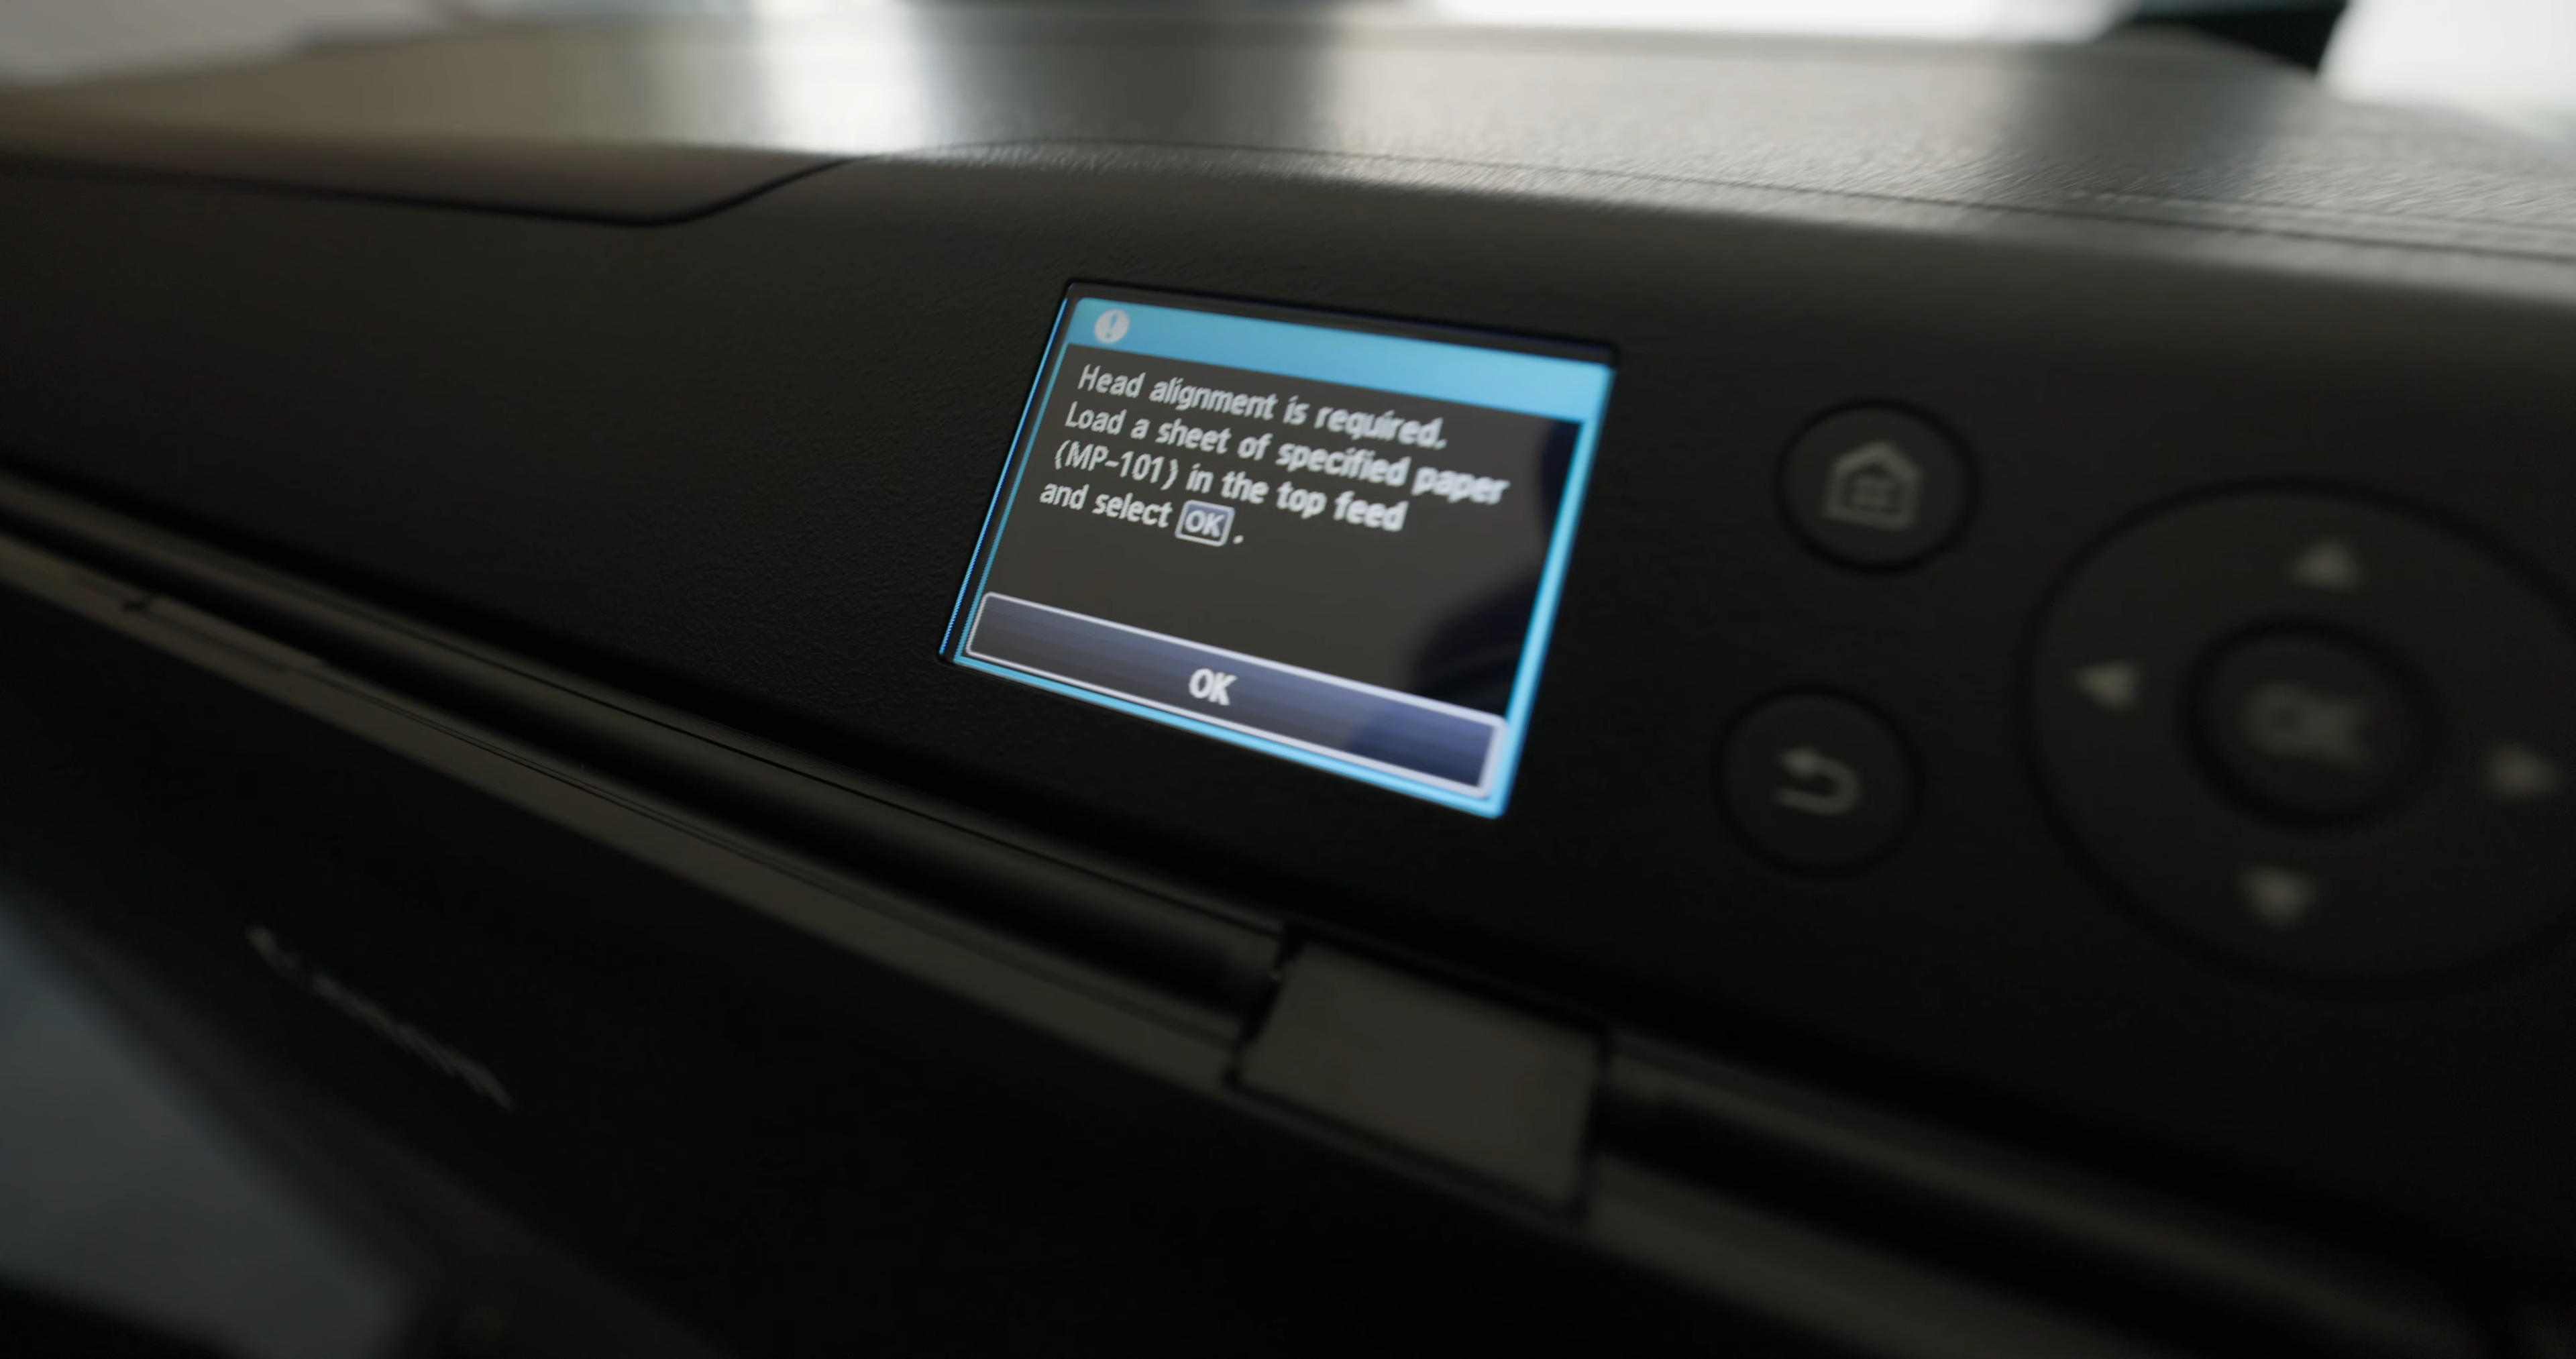 Head alignment is required.
Load a sheet of specified paper
(MP-101) in the top feed
and select OK .
OK
OK